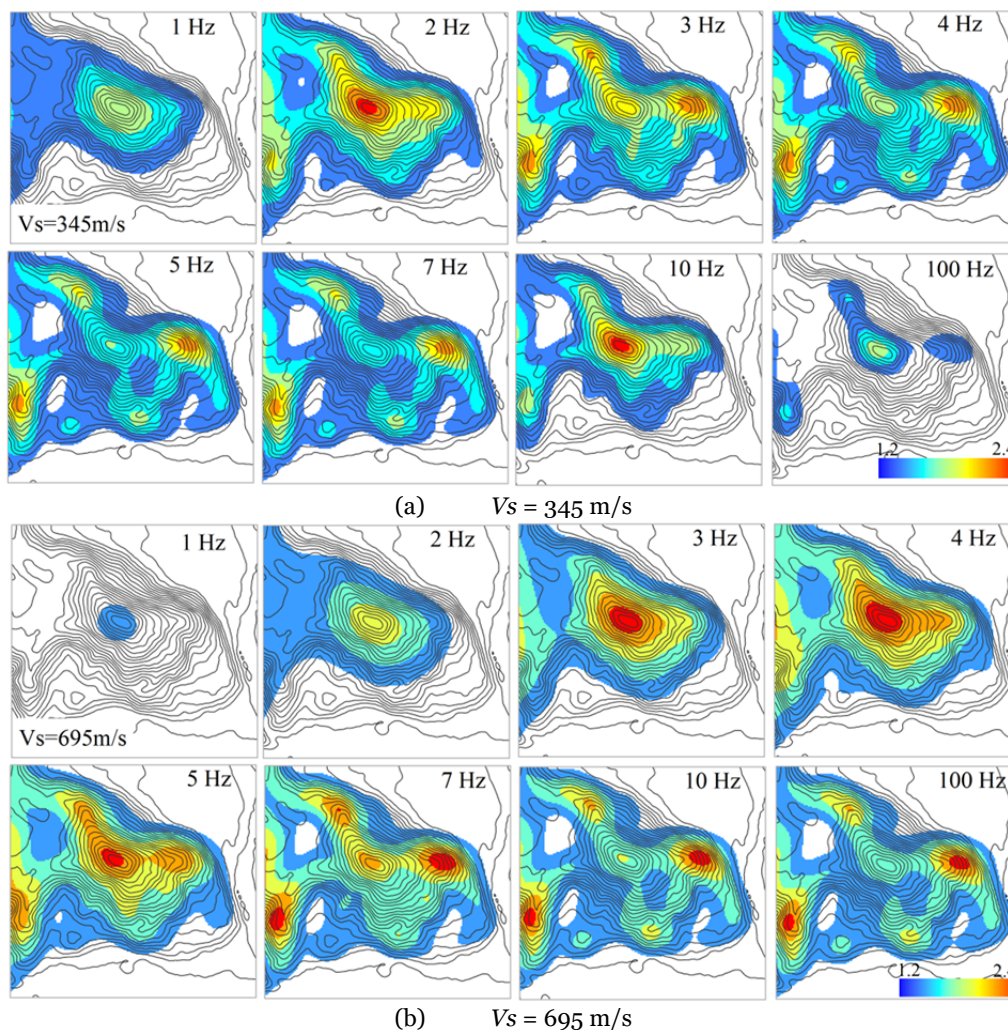 1 Hz 2 Hz 3 Hz 4 Hz
Vs=345m/s
5 Hz 7 Hz 10 Hz 100 Hz
1.2
(a) Vs = 345 m/s
1 Hz 2 Hz 3 Hz 4 Hz
Vs=695m/s
5 Hz 7 Hz 10 Hz 100 Hz
1.2
(b) Vs = 695 m/s